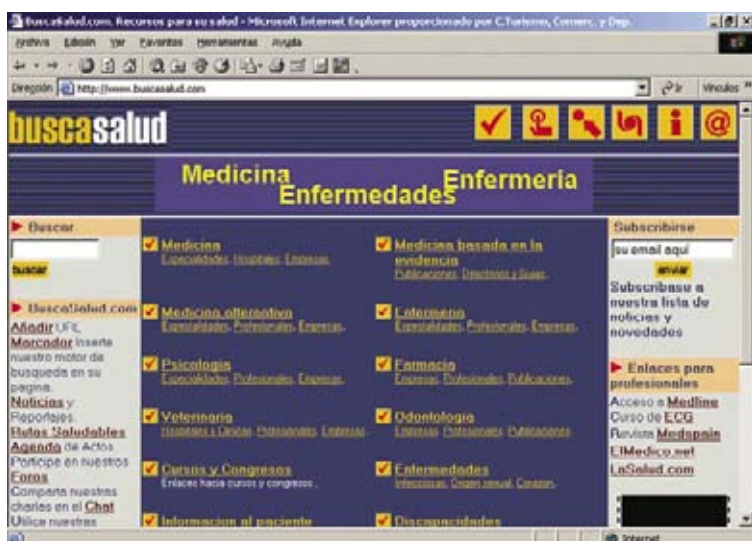 BuscaSalud.com. Recursos para su salud - Microsoft Internet Explorer proporcionado por C.Turismo, Comerc. y Dep.
Archivo Edición Ver Favoritos Herramientas Ayuda
Dirección http://www.buscasalud.com Ir Vínculos »
buscasalud
Medicina
Enfermedades
Enfermeria
Buscar
buscar
BuscaSalud.com
Añadir URL
Marcador Inserte
nuestro motor de
busqueda en su
pagina.
Noticias y
Reportajes.
Rutas Saludables
Agenda de Actos.
Participe en nuestros
Foros
Comparta nuestras
charlas en el Chat
Utilice nuestras
Medicina
Especialidades, Hospitales, Empresas.
Medicina alternativa
Especialidades, Profesionales, Empresas.
Psicologia
Especialidades, Profesionales, Empresas.
Veterinaria
Hospitales y Clinicas, Profesionales, Empresas.
Cursos y Congresos
Enlaces hacia cursos y congresos.
Informacion al paciente
Medicina basada en la
evidencia
Publicaciones, Directrices y Guias.
Enfermeria
Especialidades, Profesionales, Empresas.
Farmacia
Empresas, Profesionales, Publicaciones.
Odontologia
Empresas, Profesionales, Publicaciones.
Enfermedades
Infecciosas, Origen sexual, Corazon.
Discapacidades
Subscribirse
su email aquí
enviar
Subscribase a
nuestra lista de
noticias y
novedades
Enlaces para
profesionales
Acceso a Medline
Curso de ECG
Revista Medspain
ElMedico.net
LaSalud.com
Internet